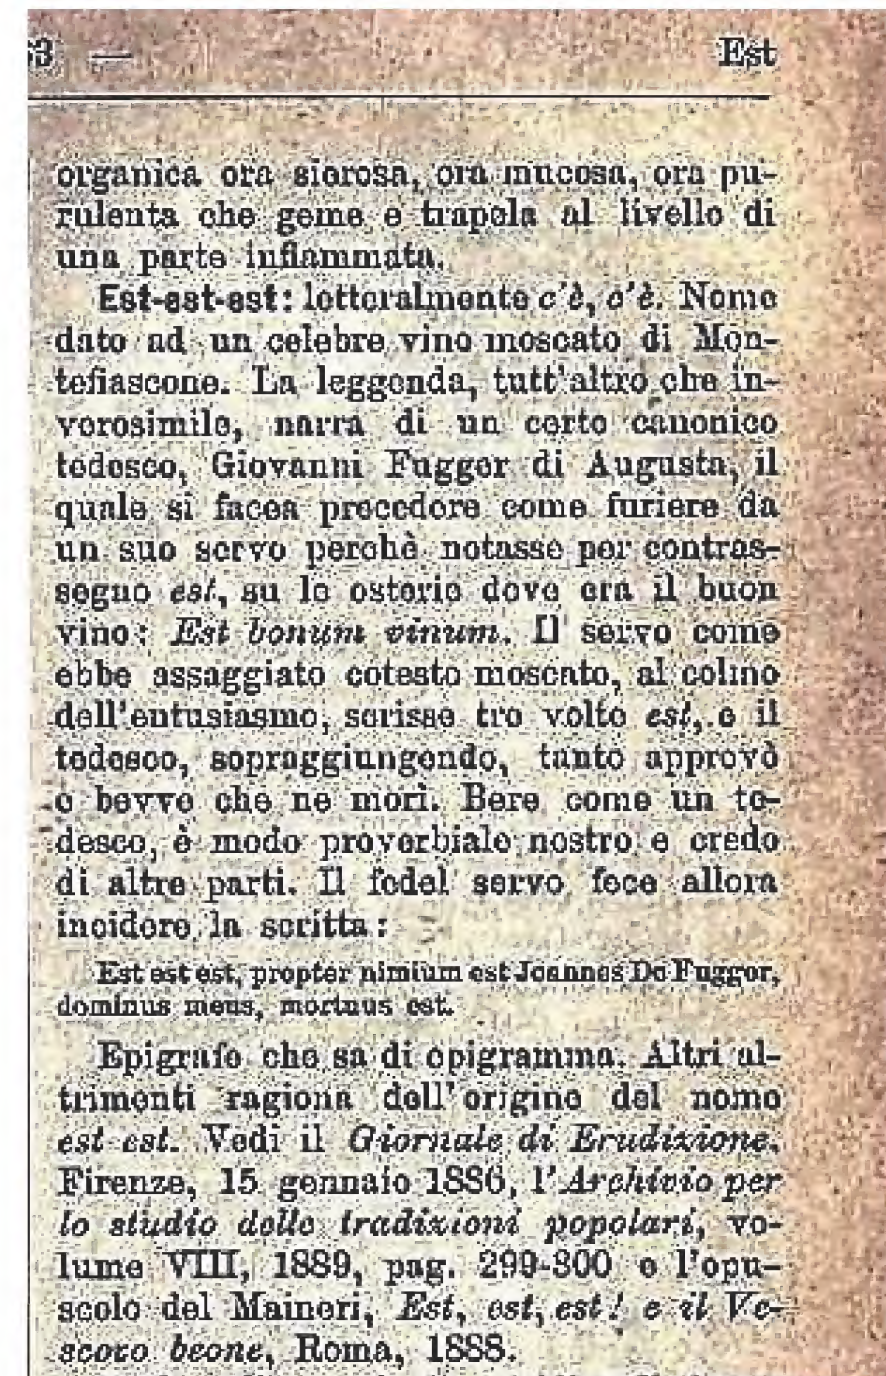 63 — Est
organica ora sierosa, ora mucosa, ora pu-
rulenta che geme e trapela al livello di
una parte infiammata.
Est-est-est: letteralmente c'è, c'è. Nome
dato ad un celebre vino moscato di Mon-
tefiascone. La leggenda, tutt'altro che in-
verosimile, narra di un certo canonico
tedesco, Giovanni Fugger di Augusta, il
quale si facea precedere come furiere da
un suo servo perchè notasse per contras-
segno est, su le osterie dove era il buon
vino: Est bonum vinum. Il servo come
ebbe assaggiato cotesto moscato, al colmo
dell'entusiasmo, scrisse tre volte est, e il
tedesco, sopraggiungendo, tanto approvò
e bevve che ne morì. Bere come un te-
desco, è modo proverbiale nostro e credo
di altre parti. Il fedel servo fece allora
incidere la scritta:
Est est est, propter nimium est Joannes De Fugger,
dominus meus, mortuus est.
Epigrafe che sa di epigramma. Altri al-
trimenti ragiona dell'origine del nome
est est. Vedi il Giornale di Erudizione.
Firenze, 15 gennaio 1886, l'Archivio per
lo studio delle tradizioni popolari, vo-
lume VIII, 1889, pag. 299-300 e l'opu-
scolo del Maineri, Est, est, est! e il Ve-
scovo beone, Roma, 1888.